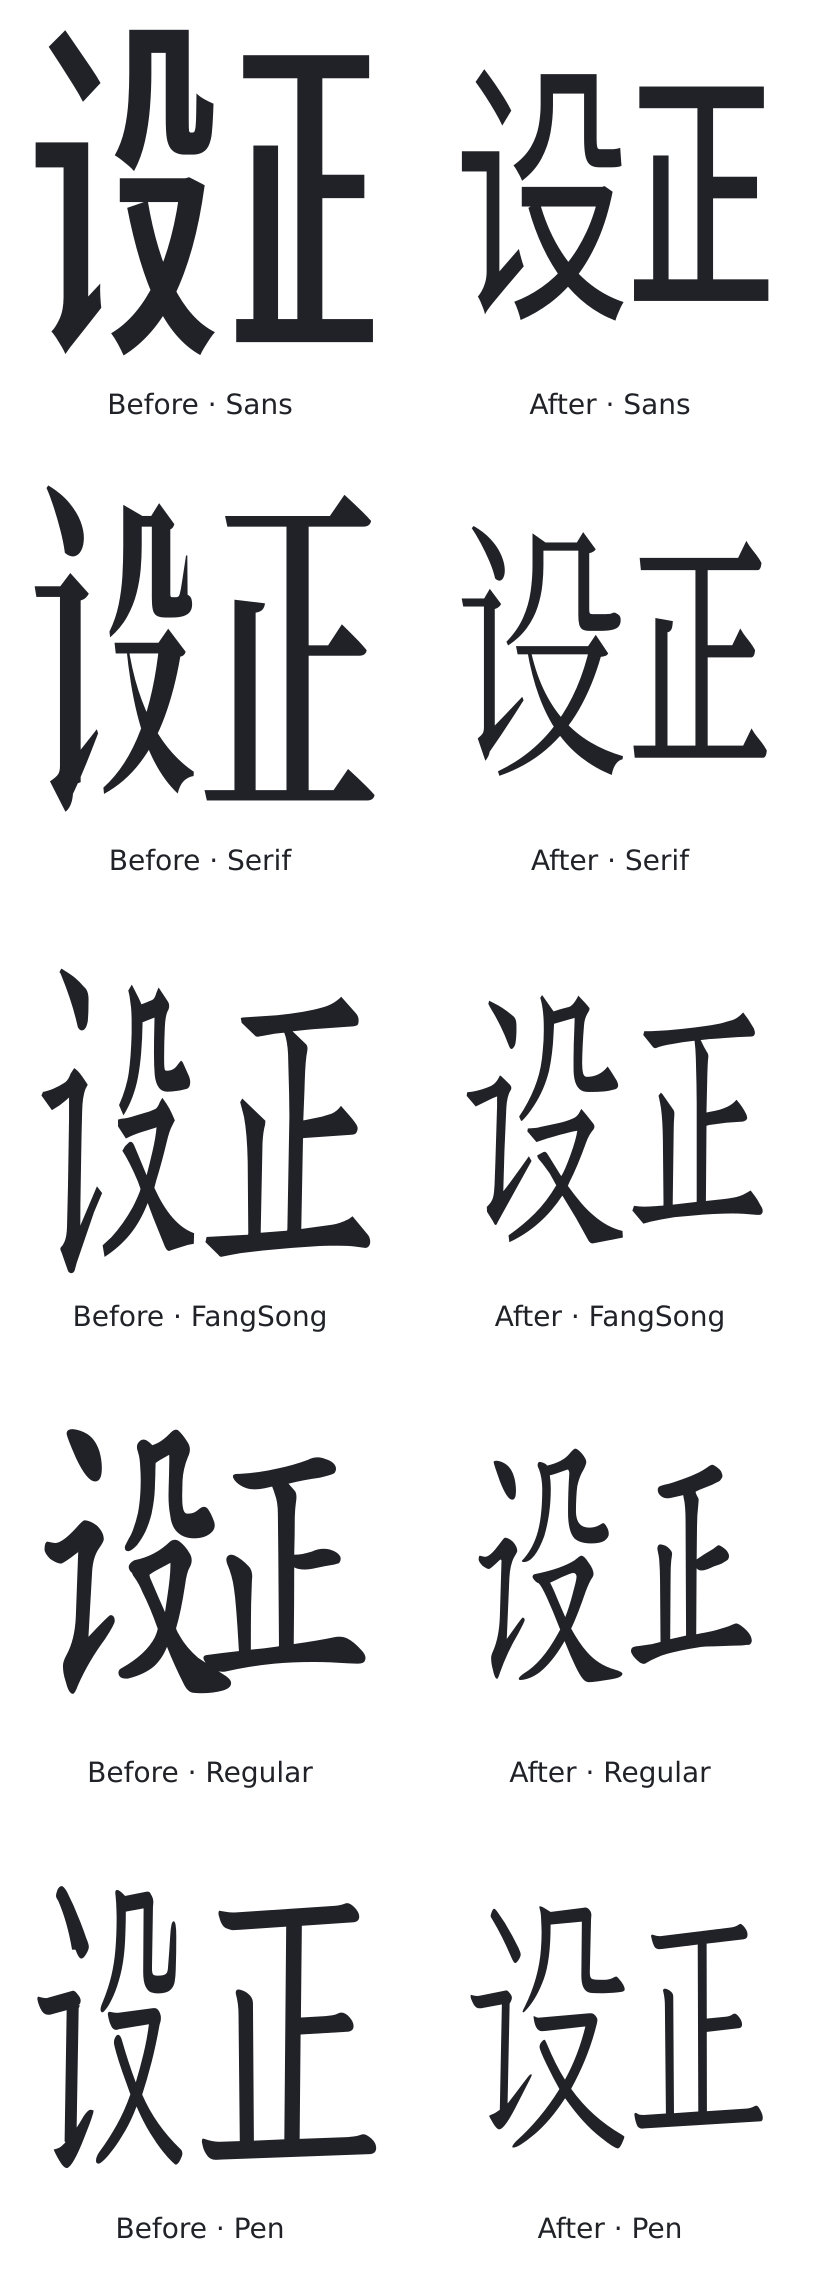 设正 设正
Before · Sans After · Sans
设正 设正
Before · Serif After · Serif
设正 设正
Before · FangSong After · FangSong
设正 设正
Before · Regular After · Regular
设正 设正
Before · Pen After · Pen